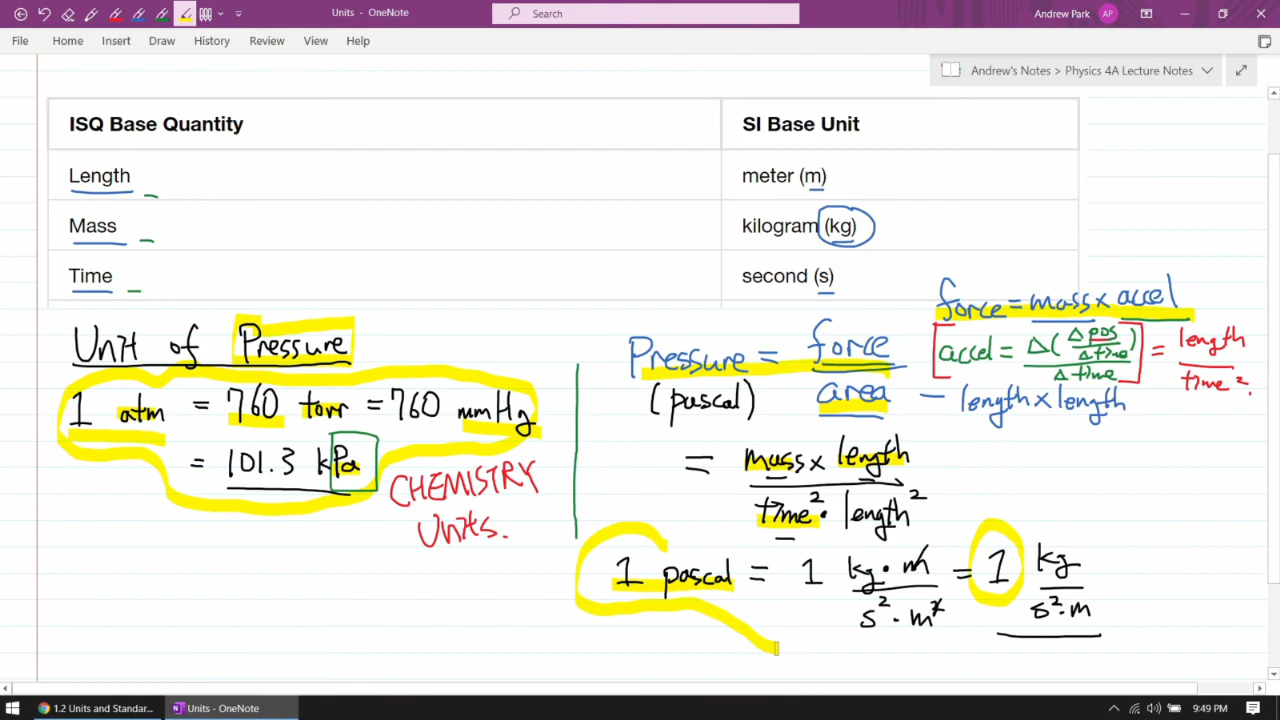 Units - OneNote
Search
Andrew Park
AP
File Home Insert Draw History Review View Help
Andrew's Notes > Physics 4A Lecture Notes
ISQ Base Quantity SI Base Unit
Length meter (m)
Mass kilogram (kg)
Time second (s)
force = mass x accel
[accel = Δ(Δpos/Δtime)/Δtime] = length/time².
Unit of Pressure
1 atm = 760 torr = 760 mmHg
= 101.3 kPa
CHEMISTRY
Units.
Pressure = force/area
(pascal)
– length x length
= mass x length / time² · length²
1 pascal = 1 kg·m / s²·m² = 1 kg / s²·m
1.2 Units and Standar...
Units - OneNote
9:49 PM